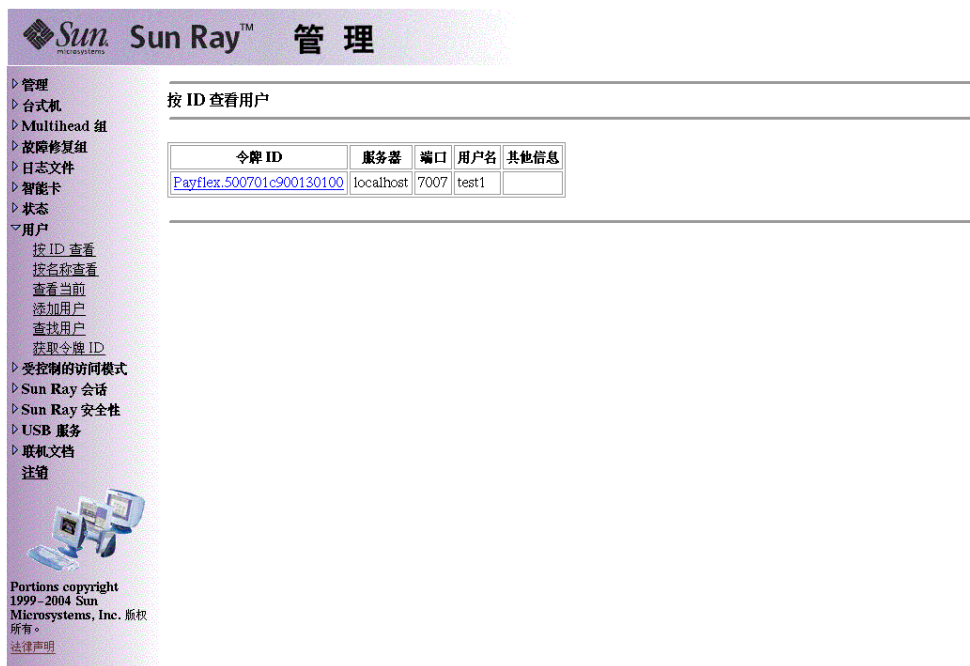 Sun microsystems Sun Ray™ 管 理
管理
台式机
Multihead 组
故障修复组
日志文件
智能卡
状态
用户
按 ID 查看
按名称查看
查看当前
添加用户
查找用户
获取令牌 ID
受控制的访问模式
Sun Ray 会话
Sun Ray 安全性
USB 服务
联机文档
注销
Portions copyright
1999-2004 Sun
Microsystems, Inc. 版权
所有。
法律声明
按 ID 查看用户
令牌 ID 服务器 端口 用户名 其他信息
Payflex.500701c900130100 localhost 7007 test1